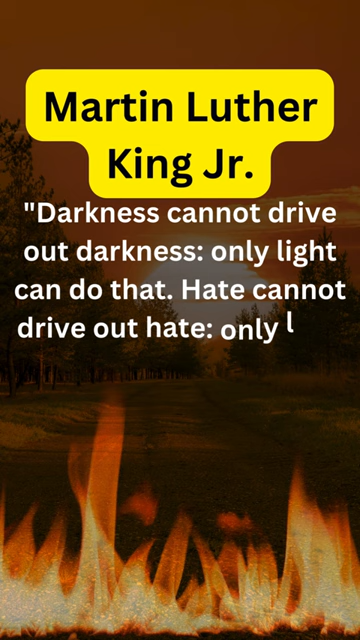 Martin Luther
King Jr.
"Darkness cannot drive
out darkness: only light
can do that. Hate cannot
drive out hate: only l